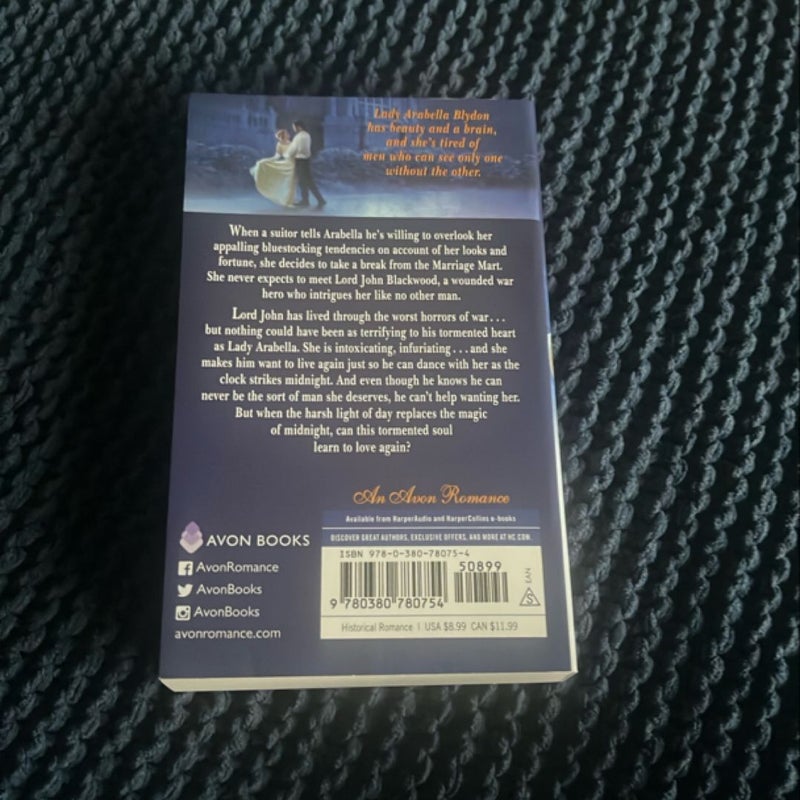 Lady Arabella Blydon
has beauty and a brain,
and she's tired of
men who can see only one
without the other.
When a suitor tells Arabella he's willing to overlook her
appalling bluestocking tendencies on account of her looks and
fortune, she decides to take a break from the Marriage Mart.
She never expects to meet Lord John Blackwood, a wounded war
hero who intrigues her like no other man.
Lord John has lived through the worst horrors of war...
but nothing could have been as terrifying to his tormented heart
as Lady Arabella. She is intoxicating, infuriating...and she
makes him want to live again just so he can dance with her as the
clock strikes midnight. And even though he knows he can
never be the sort of man she deserves, he can't help wanting her.
But when the harsh light of day replaces the magic
of midnight, can this tormented soul
learn to love again?
An Avon Romance
Available from HarperAudio and HarperCollins e-books
DISCOVER GREAT AUTHORS, EXCLUSIVE OFFERS, AND MORE AT HC.COM.
AVON BOOKS
AvonRomance
AvonBooks
AvonBooks
avonromance.com
ISBN 978-0-380-78075-4
50899
9 780380 780754
EAN
S
Historical Romance | USA $8.99 CAN $11.99